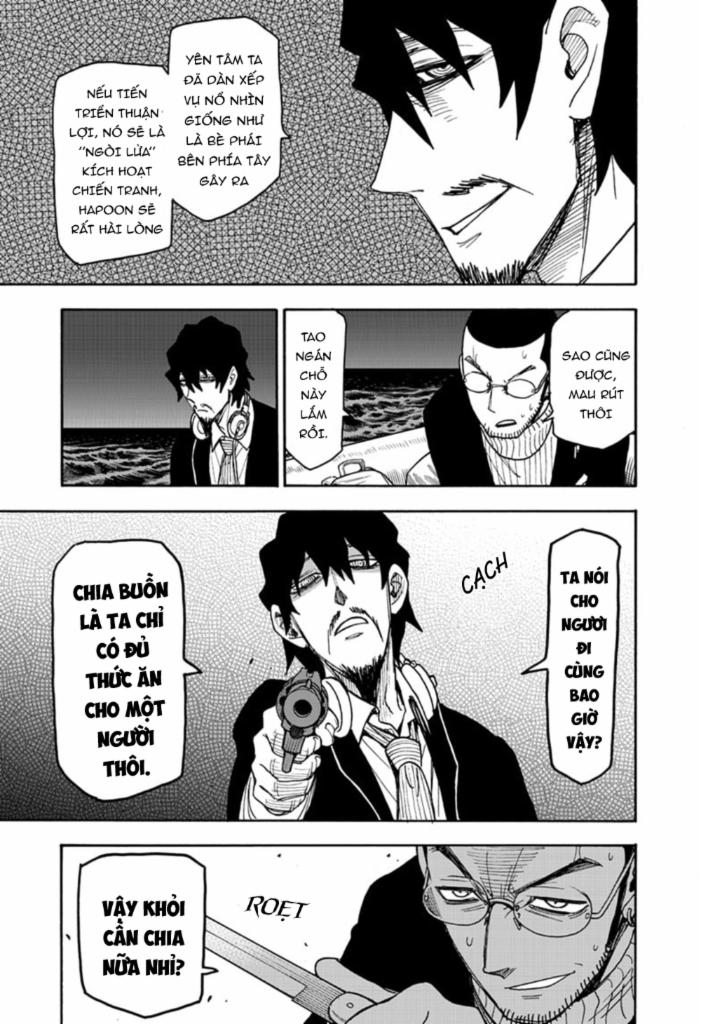 YÊN TÂM TA
ĐÃ DÀN XẾP
VỤ NỔ NHÌN
GIỐNG NHƯ
LÀ BÈ PHÁI
BÊN PHÍA TÂY
GÂY RA
NẾU TIẾN
TRIỂN THUẬN
LỢI, NÓ SẼ LÀ
"NGÒI LỬA"
KÍCH HOẠT
CHIẾN TRANH,
HAPOON SẼ
RẤT HÀI LÒNG
SAO CŨNG
ĐƯỢC,
MAU RÚT
THÔI
TAO
NGÁN
CHỖ
NÀY
LẮM
RỒI.
TA NÓI
CHO
NGƯƠI
ĐI
CÙNG
BAO
GIỜ
VẬY?
CẠCH
CHIA BUỒN
LÀ TA CHỈ
CÓ ĐỦ
THỨC ĂN
CHO MỘT
NGƯỜI
THÔI.
ROẸT
VẬY KHỎI
CẦN CHIA
NỮA NHỈ?